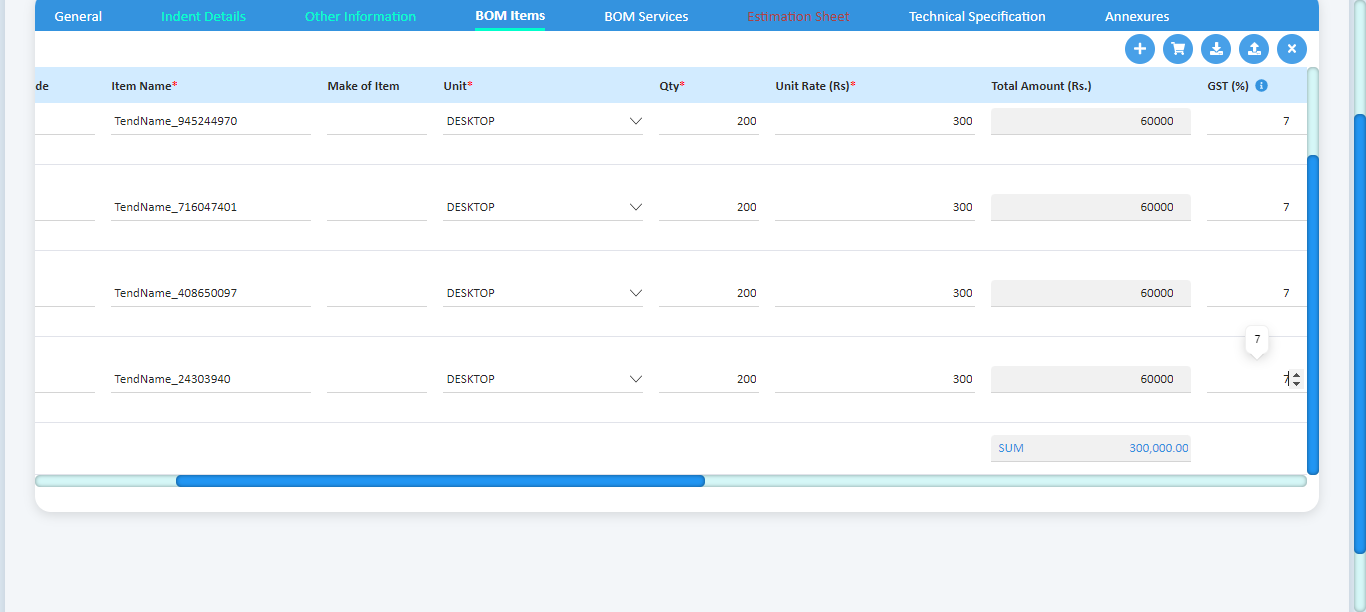 General Indent Details Other Information BOM Items BOM Services Estimation Sheet Technical Specification Annexures
de Item Name* Make of Item Unit* Qty* Unit Rate (Rs)* Total Amount (Rs.) GST (%)
TendName_945244970 DESKTOP 200 300 60000 7
TendName_716047401 DESKTOP 200 300 60000 7
TendName_408650097 DESKTOP 200 300 60000 7
7
TendName_24303940 DESKTOP 200 300 60000 7
SUM 300,000.00